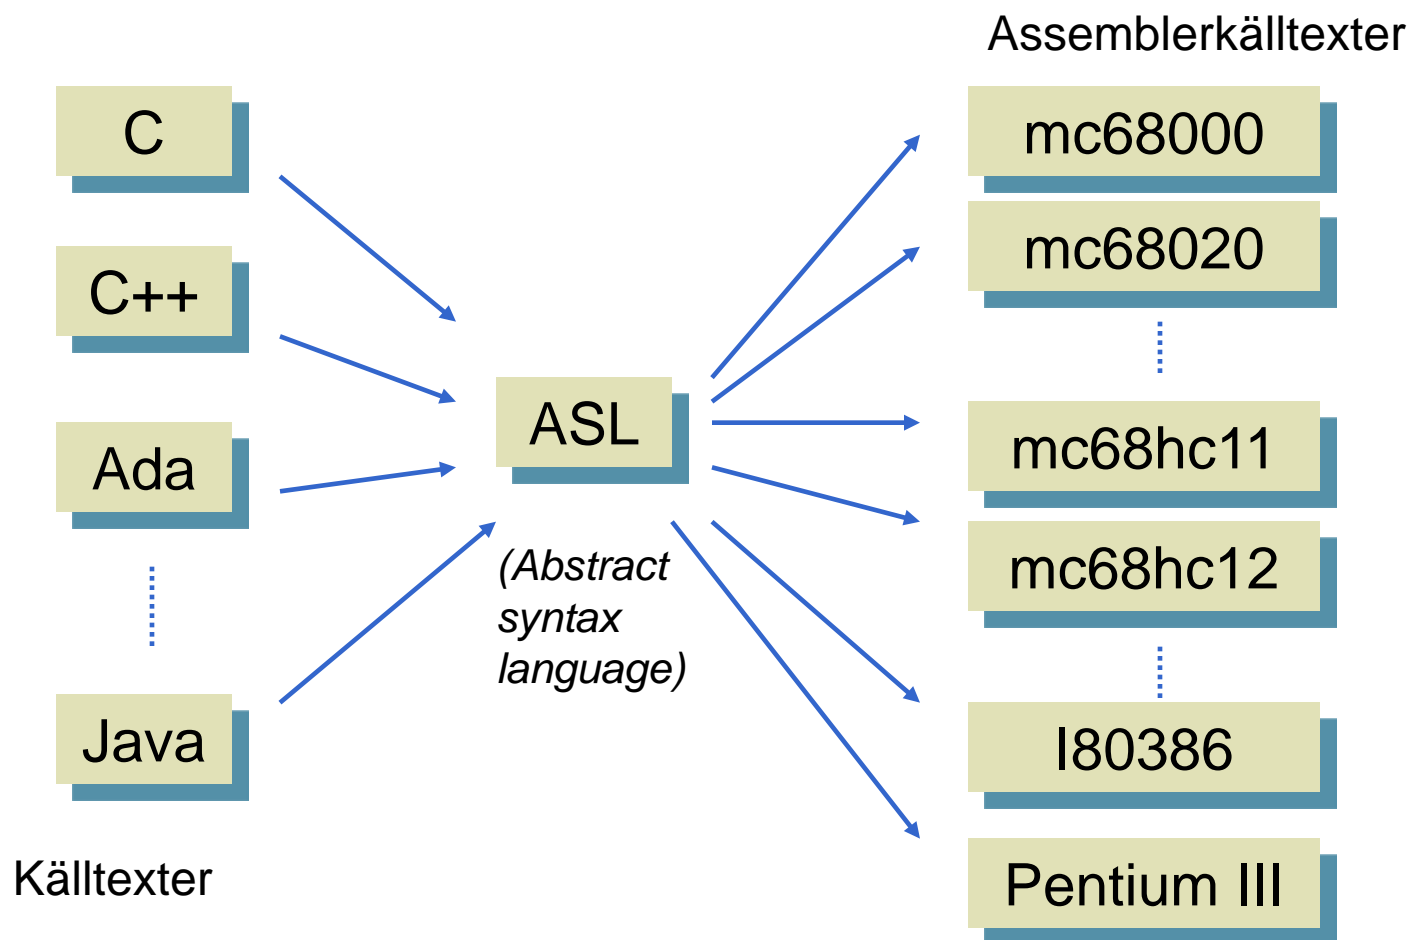 Assemblerkälltexter
C
C++
Ada
Java
Källtexter
ASL
(Abstract
syntax
language)
mc68000
mc68020
mc68hc11
mc68hc12
I80386
Pentium III